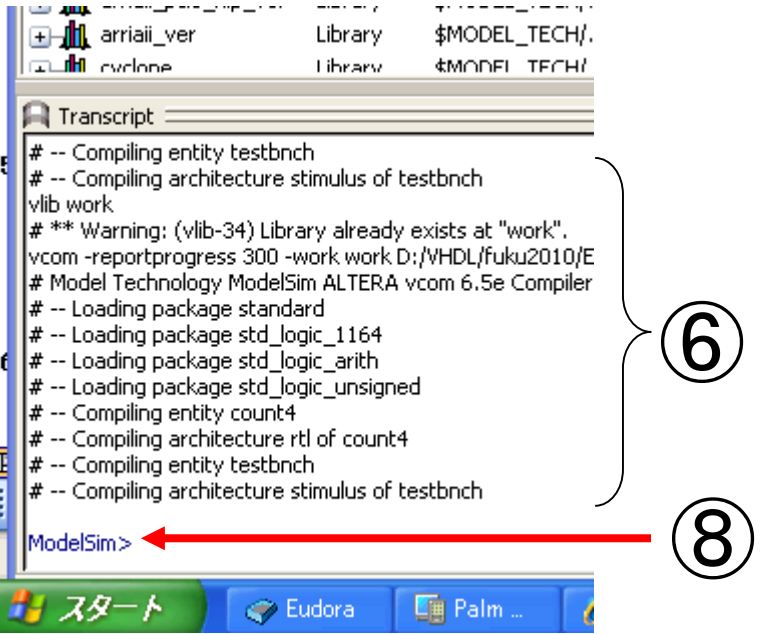 arriaii_ver Library $MODEL_TECH/.
cyclone Library $MODEL_TECH/
Transcript
# -- Compiling entity testbnch
# -- Compiling architecture stimulus of testbnch
vlib work
# ** Warning: (vlib-34) Library already exists at "work".
vcom -reportprogress 300 -work work D:/VHDL/fuku2010/E
# Model Technology ModelSim ALTERA vcom 6.5e Compiler
# -- Loading package standard
# -- Loading package std_logic_1164
# -- Loading package std_logic_arith
# -- Loading package std_logic_unsigned
# -- Compiling entity count4
# -- Compiling architecture rtl of count4
# -- Compiling entity testbnch
# -- Compiling architecture stimulus of testbnch
⑥
ModelSim>
⑧
スタート Eudora Palm ...